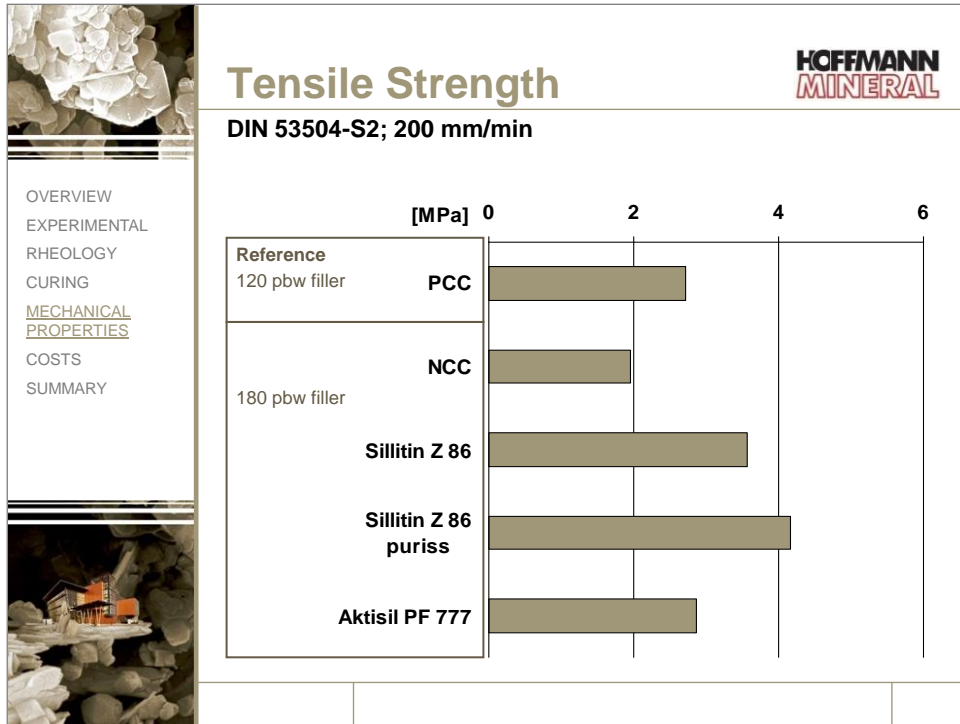 Tensile Strength
HOFFMANN
MINERAL
DIN 53504-S2; 200 mm/min
OVERVIEW
EXPERIMENTAL
RHEOLOGY
CURING
MECHANICAL
PROPERTIES
COSTS
SUMMARY
[MPa] 0 2 4 6
Reference
120 pbw filler
PCC
NCC
180 pbw filler
Sillitin Z 86
Sillitin Z 86
puriss
Aktisil PF 777